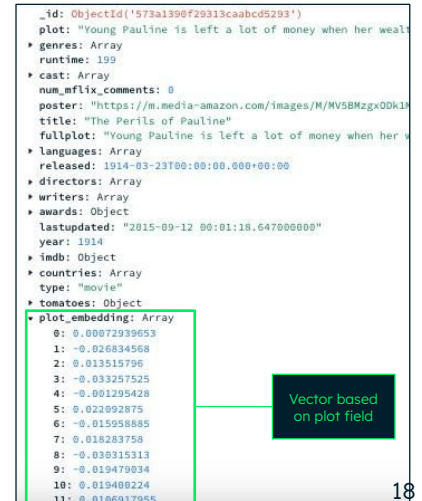 _id: ObjectId('573a1390f29313caabcd5293')
plot: "Young Pauline is left a lot of money when her wealt
genres: Array
runtime: 199
cast: Array
num_mflix_comments: 0
poster: "https://m.media-amazon.com/images/M/MV5BMzgxODk1M
title: "The Perils of Pauline"
fullplot: "Young Pauline is left a lot of money when her w
languages: Array
released: 1914-03-23T00:00:00.000+00:00
directors: Array
writers: Array
awards: Object
lastupdated: "2015-09-12 00:01:18.647000000"
year: 1914
imdb: Object
countries: Array
type: "movie"
tomatoes: Object
plot_embedding: Array
0: 0.00072939653
1: -0.026834568
2: 0.013515796
3: -0.033257525
4: -0.001295428
5: 0.022092875
6: -0.015958885
7: 0.018283758
8: -0.030315313
9: -0.019479034
10: 0.019400224
11: 0.0106917955
Vector based
on plot field
18